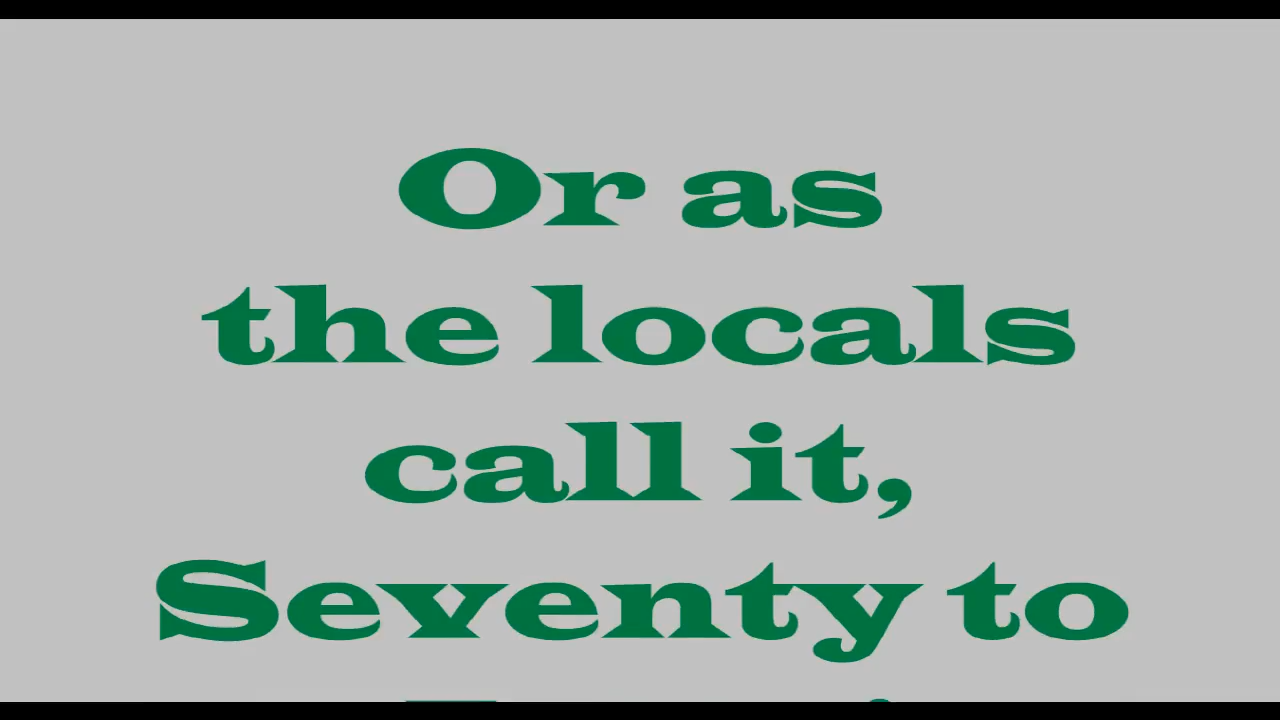 Or as
the locals
call it,
Seventy to